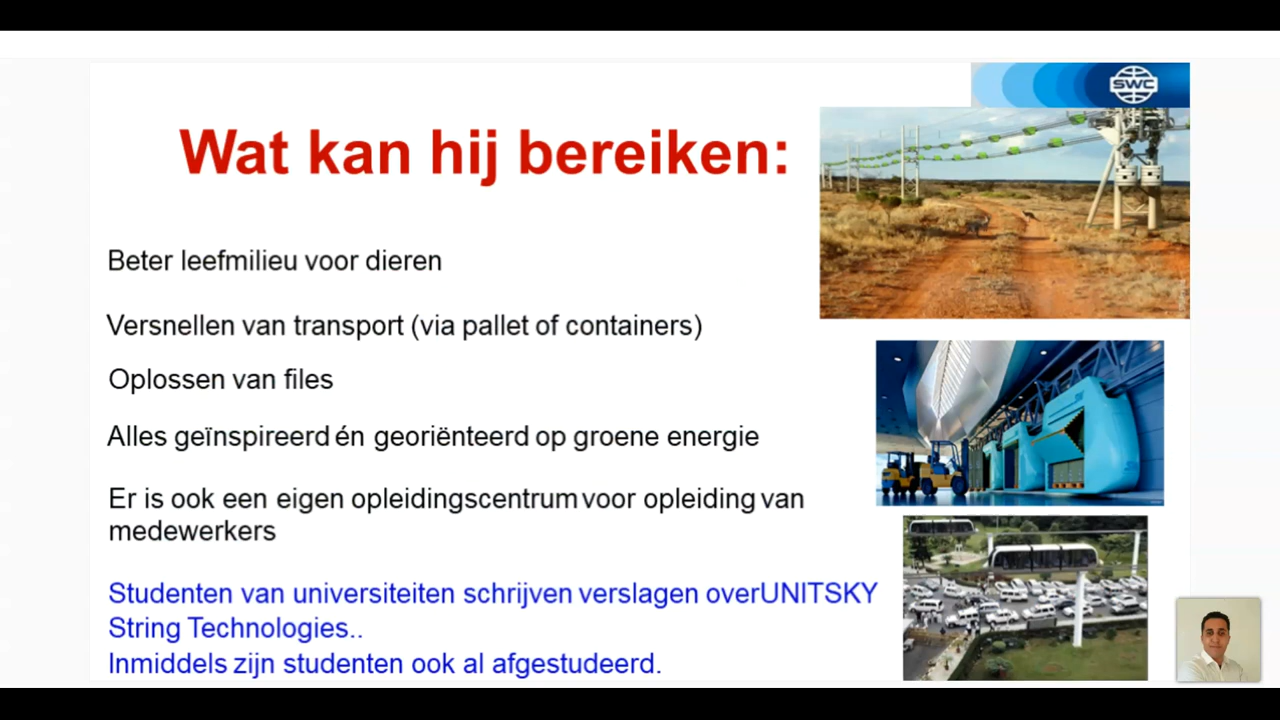 SWC
Wat kan hij bereiken:
Beter leefmilieu voor dieren
Versnellen van transport (via pallet of containers)
Oplossen van files
Alles geïnspireerd én georiënteerd op groene energie
Er is ook een eigen opleidingscentrum voor opleiding van
medewerkers
Studenten van universiteiten schrijven verslagen overUNITSKY
String Technologies..
Inmiddels zijn studenten ook al afgestudeerd.